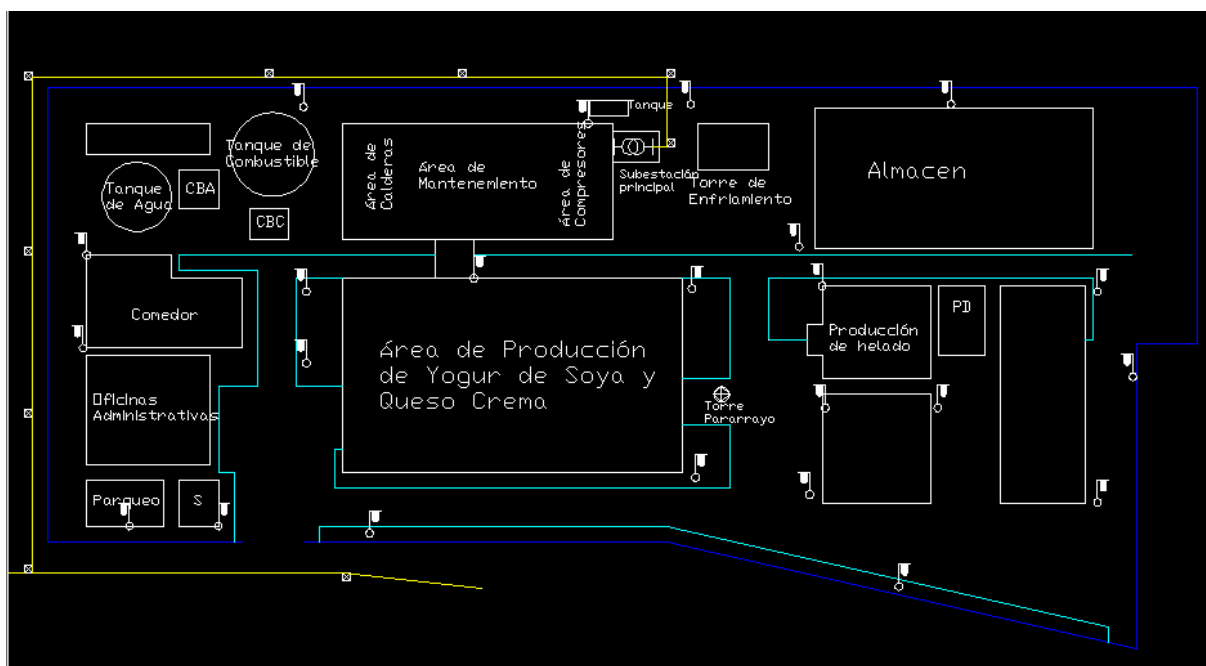 Tanque
Tanque de
Combustible
Área de
Calderas
Área de
Mantenemiento
Área de
Compresores
Subestación
principal
Torre de
Enfriamiento
Almacen
Tanque
de Agua
CBA
CBC
Comedor
Área de Producción
de Yogur de Soya y
Queso Crema
Producción
de helado
PD
Oficinas
Administrativas
Torre
Pararrayo
Parqueo
S